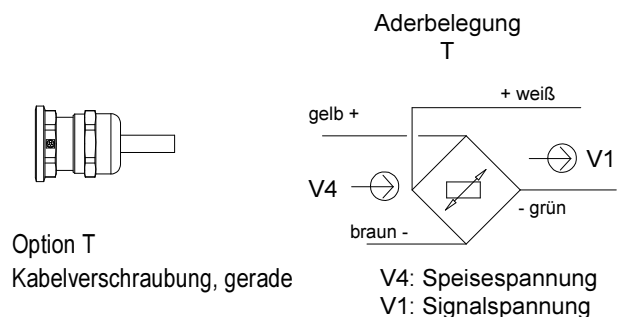 Aderbelegung
T
+ weiß
gelb +
V1
V4
- grün
braun -
Option T
Kabelverschraubung, gerade
V4: Speisespannung
V1: Signalspannung